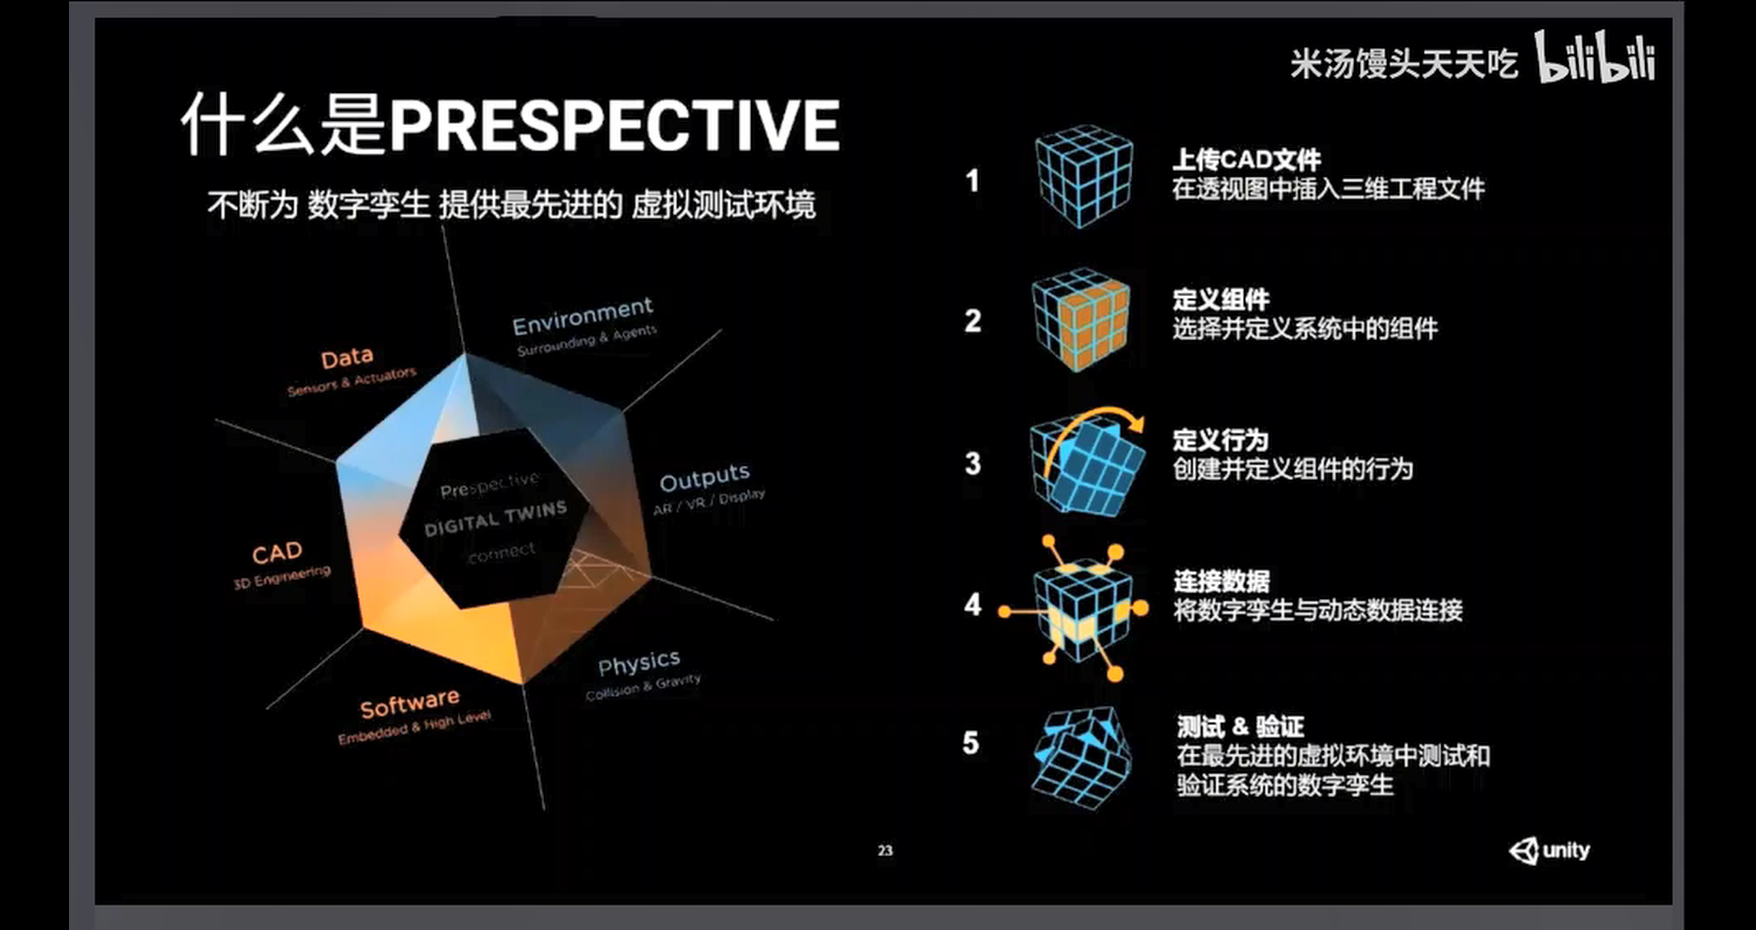 米汤馒头天天吃 bilibili
什么是PRESPECTIVE
不断为 数字孪生 提供最先进的 虚拟测试环境
Environment
Surrounding & Agents
Data
Sensors & Actuators
Outputs
AR / VR / Display
Prespective
DIGITAL TWINS
connect
CAD
3D Engineering
Physics
Collision & Gravity
Software
Embedded & High Level
1
上传CAD文件
在透视图中插入三维工程文件
2
定义组件
选择并定义系统中的组件
3
定义行为
创建并定义组件的行为
4
连接数据
将数字孪生与动态数据连接
5
测试 & 验证
在最先进的虚拟环境中测试和
验证系统的数字孪生
23
unity